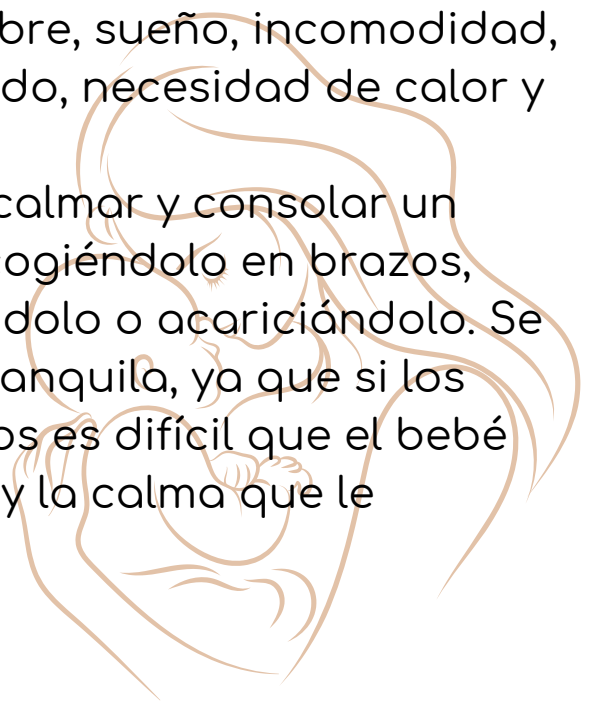 bre, sueño, incomodidad,
do, necesidad de calor y
calmar y consolar un
ogiéndolo en brazos,
dolo o acariciándolo. Se
anquila, ya que si los
os es difícil que el bebé
y la calma que le